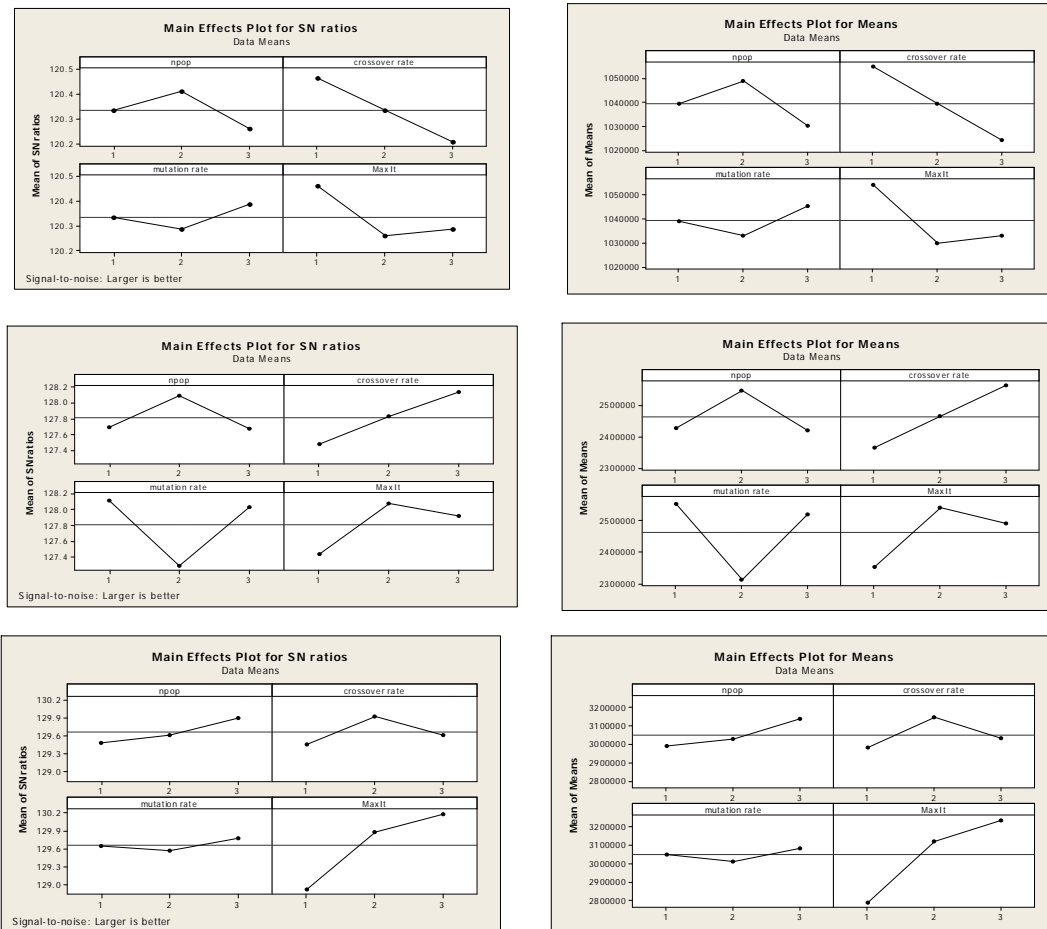 Main Effects Plot for SN ratios
Data Means
npop
crossover rate
120.5
120.4
120.3
120.2
1 2 3
mutation rate
MaxIt
120.5
120.4
120.3
120.2
1 2 3 1 2 3
Mean of SN ratios
Signal-to-noise: Larger is better
Main Effects Plot for Means
Data Means
npop
crossover rate
1050000
1040000
1030000
1020000
1 2 3 1 2 3
mutation rate
MaxIt
1050000
1040000
1030000
1020000
1 2 3 1 2 3
Mean of Means
Main Effects Plot for SN ratios
Data Means
npop
crossover rate
128.2
128.0
127.8
127.6
127.4
1 2 3 1 2 3
mutation rate
MaxIt
128.2
128.0
127.8
127.6
127.4
1 2 3 1 2 3
Mean of SN ratios
Signal-to-noise: Larger is better
Main Effects Plot for Means
Data Means
npop
crossover rate
2500000
2400000
2300000
1 2 3 1 2 3
mutation rate
MaxIt
2500000
2400000
2300000
1 2 3 1 2 3
Mean of Means
Main Effects Plot for SN ratios
Data Means
npop
crossover rate
130.2
129.9
129.6
129.3
129.0
1 2 3 1 2 3
mutation rate
MaxIt
130.2
129.9
129.6
129.3
129.0
1 2 3 1 2 3
Mean of SN ratios
Signal-to-noise: Larger is better
Main Effects Plot for Means
Data Means
npop
crossover rate
3200000
3100000
3000000
2900000
2800000
1 2 3 1 2 3
mutation rate
MaxIt
3200000
3100000
3000000
2900000
2800000
1 2 3 1 2 3
Mean of Means